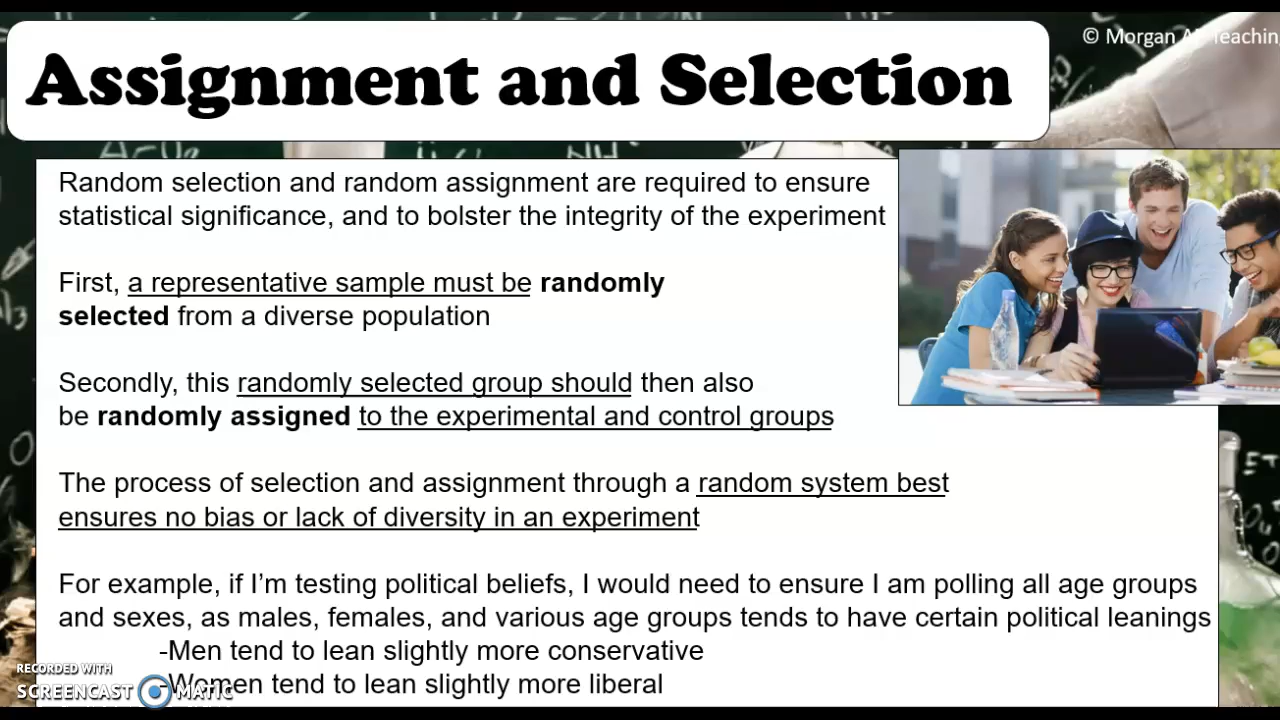 © Morgan AP Teachin
Assignment and Selection
Random selection and random assignment are required to ensure
statistical significance, and to bolster the integrity of the experiment
First, a representative sample must be randomly
selected from a diverse population
Secondly, this randomly selected group should then also
be randomly assigned to the experimental and control groups
The process of selection and assignment through a random system best
ensures no bias or lack of diversity in an experiment
For example, if I’m testing political beliefs, I would need to ensure I am polling all age groups
and sexes, as males, females, and various age groups tends to have certain political leanings
-Men tend to lean slightly more conservative
-Women tend to lean slightly more liberal
RECORDED WITH
SCREENCAST MATIC